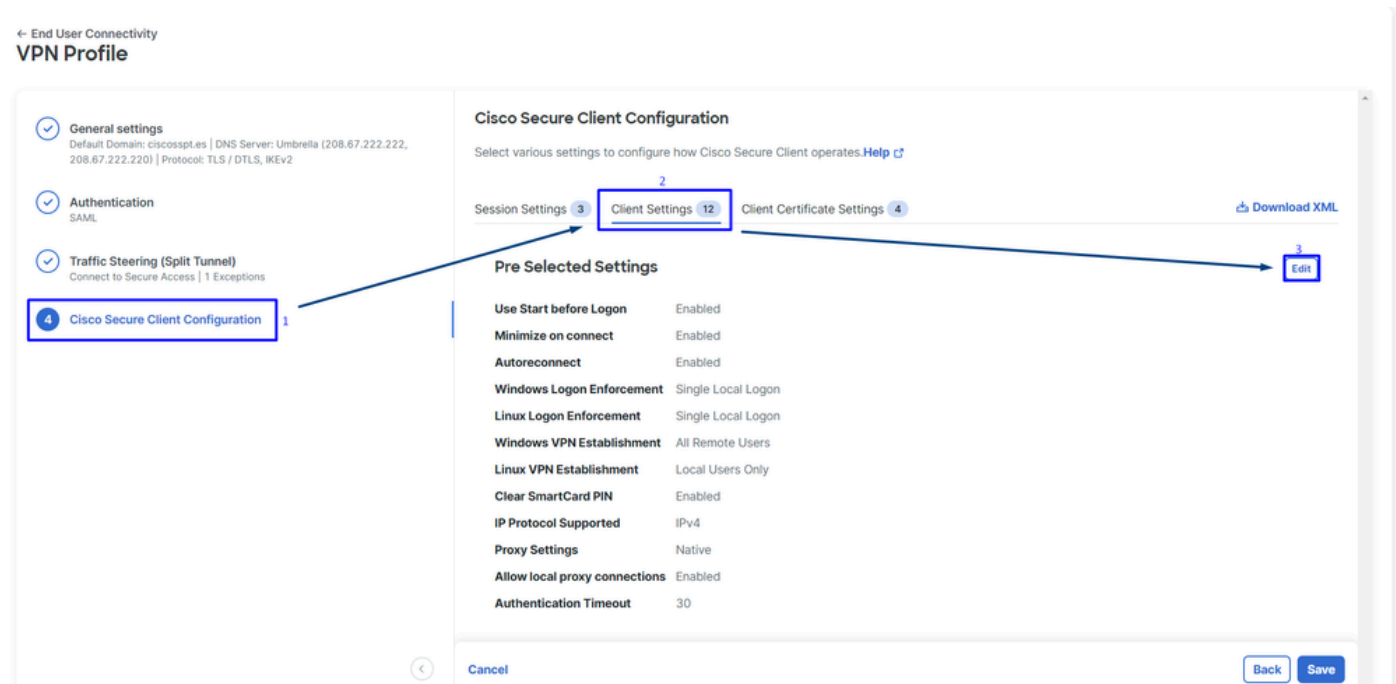 ← End User Connectivity
VPN Profile
General settings
Default Domain: ciscosspt.es | DNS Server: Umbrella (208.67.222.222,
208.67.222.220) | Protocol: TLS / DTLS, IKEv2
Authentication
SAML
Traffic Steering (Split Tunnel)
Connect to Secure Access | 1 Exceptions
4 Cisco Secure Client Configuration 1
Cisco Secure Client Configuration
Select various settings to configure how Cisco Secure Client operates.Help
2
Session Settings 3 Client Settings 12 Client Certificate Settings 4 Download XML
3
Pre Selected Settings Edit
Use Start before Logon Enabled
Minimize on connect Enabled
Autoreconnect Enabled
Windows Logon Enforcement Single Local Logon
Linux Logon Enforcement Single Local Logon
Windows VPN Establishment All Remote Users
Linux VPN Establishment Local Users Only
Clear SmartCard PIN Enabled
IP Protocol Supported IPv4
Proxy Settings Native
Allow local proxy connections Enabled
Authentication Timeout 30
Cancel Back Save